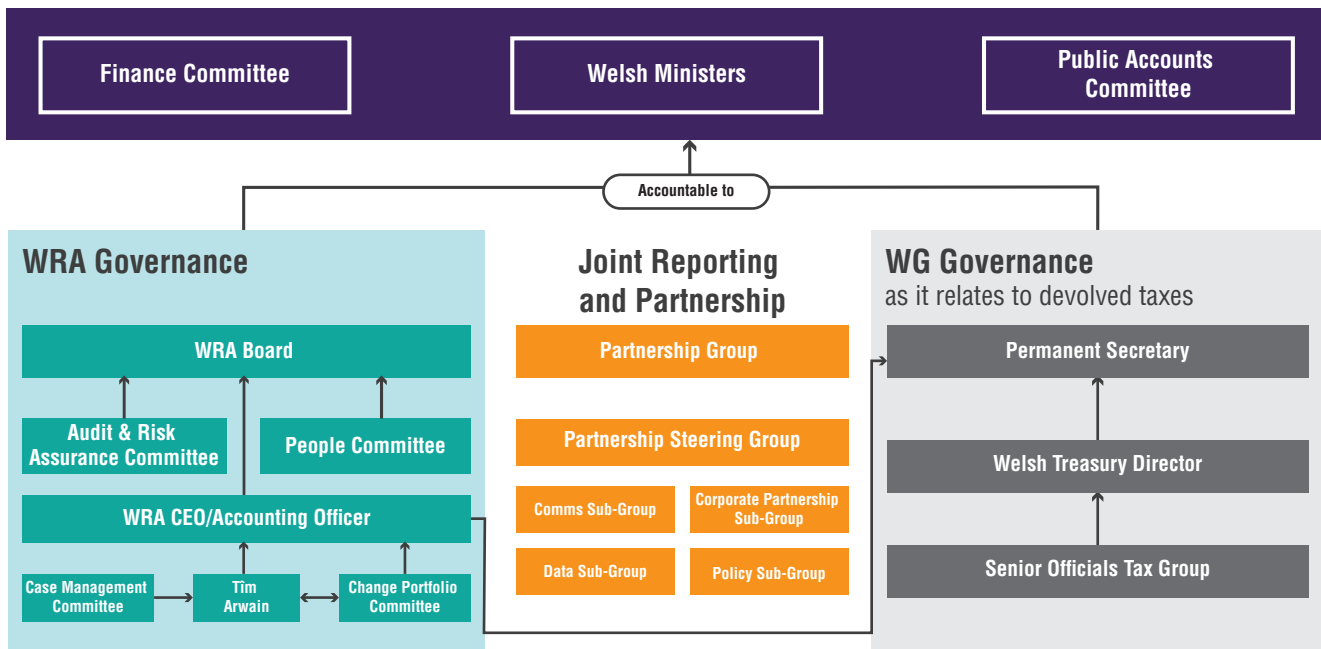 Finance Committee
Welsh Ministers
Public Accounts
Committee
Accountable to
WRA Governance
WRA Board
Audit & Risk
Assurance Committee
People Committee
WRA CEO/Accounting Officer
Case Management
Committee
Tîm
Arwain
Change Portfolio
Committee
Joint Reporting
and Partnership
Partnership Group
Partnership Steering Group
Comms Sub-Group
Corporate Partnership
Sub-Group
Data Sub-Group
Policy Sub-Group
WG Governance
as it relates to devolved taxes
Permanent Secretary
Welsh Treasury Director
Senior Officials Tax Group